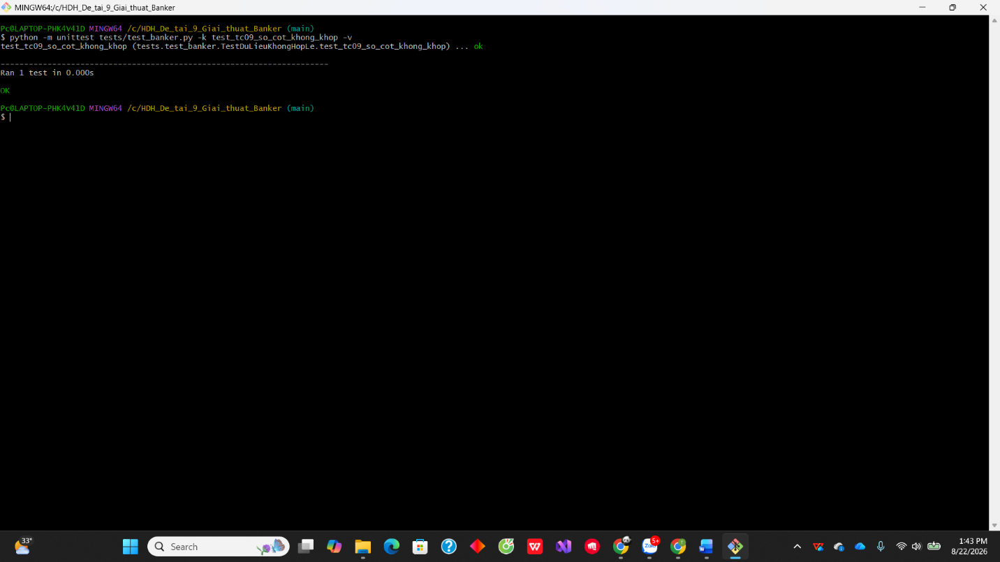 MINGW64:/c/HDH_De_tai_9_Giai_thuat_Banker
Pc@LAPTOP-PHK4V41D MINGW64 /c/HDH_De_tai_9_Giai_thuat_Banker (main)
$ python -m unittest tests/test_banker.py -k test_tc09_so_cot_khong_khop -v
test_tc09_so_cot_khong_khop (tests.test_banker.TestDuLieuKhongHopLe.test_tc09_so_cot_khong_khop) ... ok
----------------------------------------------------------------------
Ran 1 test in 0.000s
OK
Pc@LAPTOP-PHK4V41D MINGW64 /c/HDH_De_tai_9_Giai_thuat_Banker (main)
$
33°
Search
Zalo
5+
T
W
1:43 PM
8/22/2026